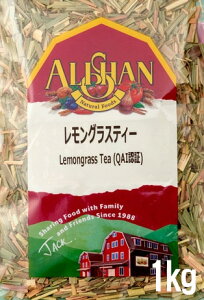 ALISHAN
Natural Foods
レモングラスティー
Lemongrass Tea (QAI認証)
Sharing Food with Family
and Friends Since 1988
JACK
1kg